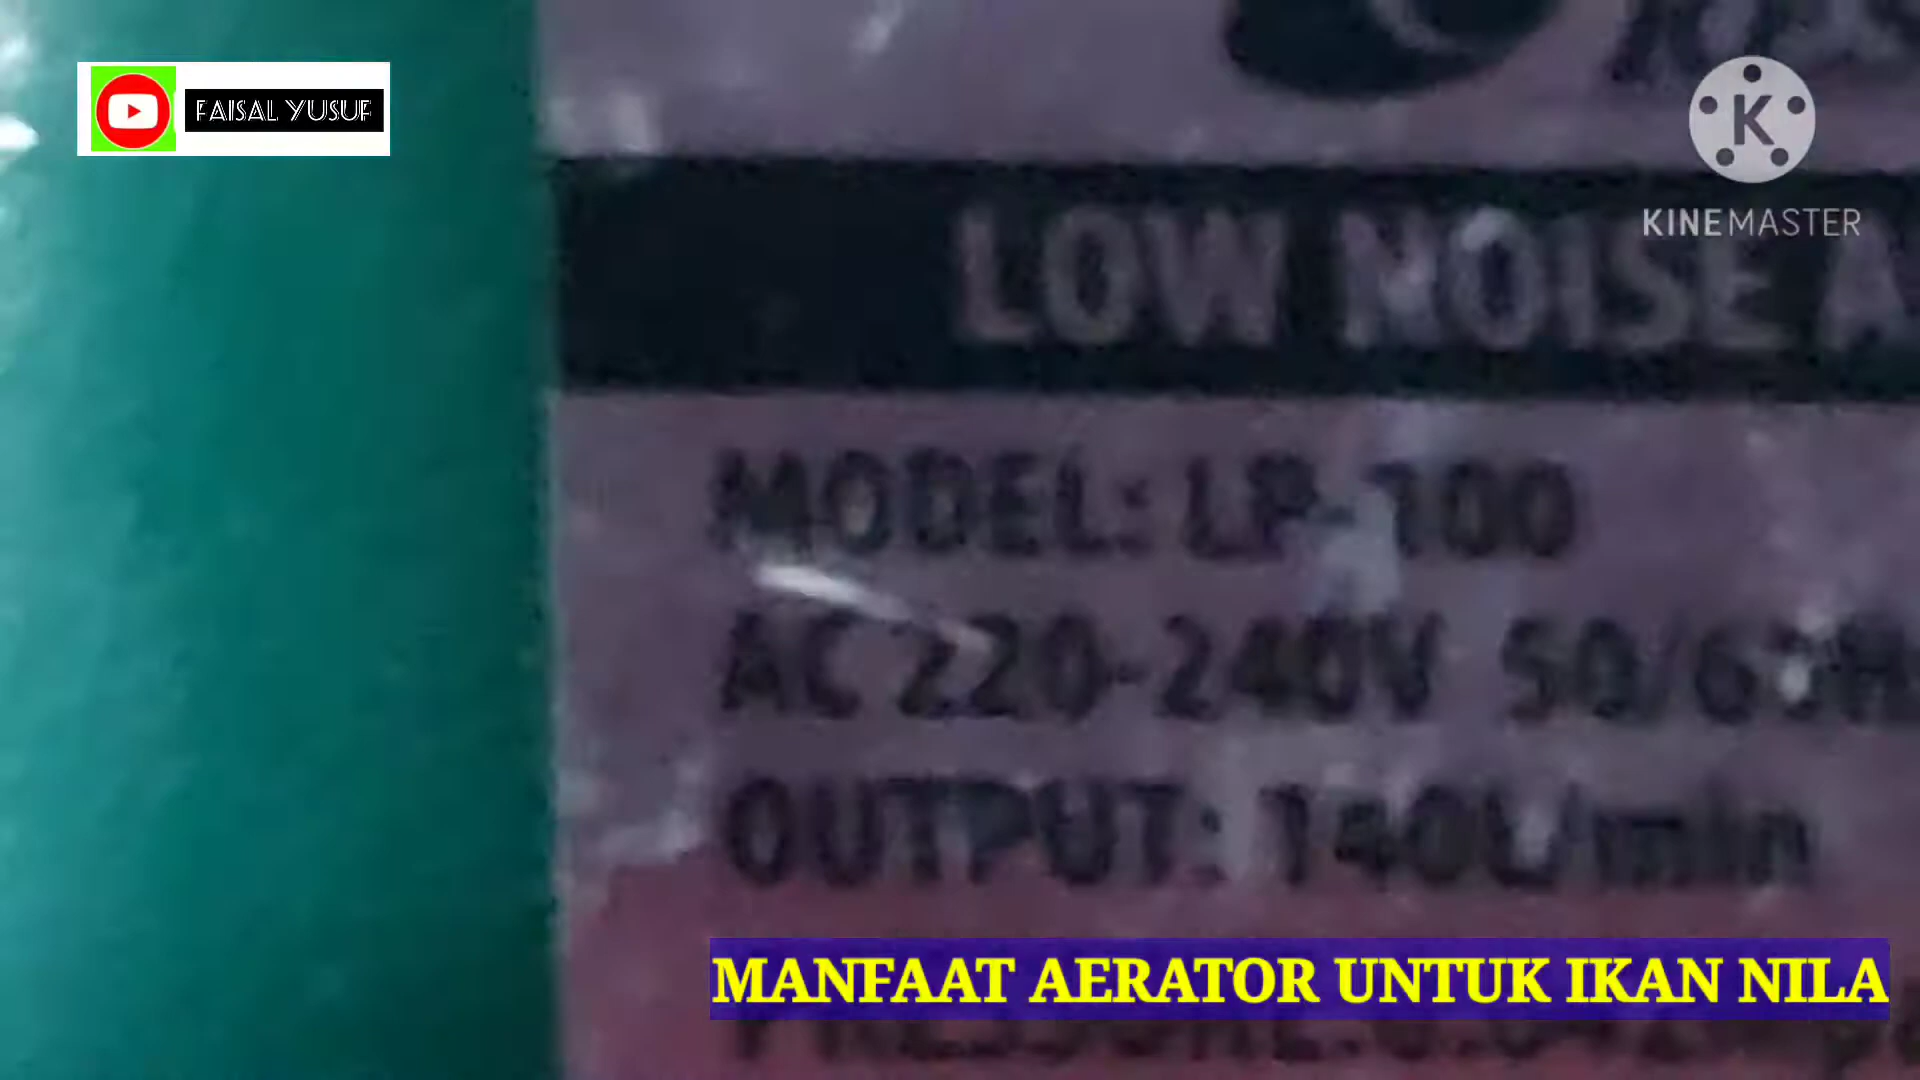 FAISAL YUSUF
K
KINEMASTER
LOW NOISE A
MODEL: LP-100
AC 220-240V 50/60H
OUTPUT: 140L/min
MANFAAT AERATOR UNTUK IKAN NILA